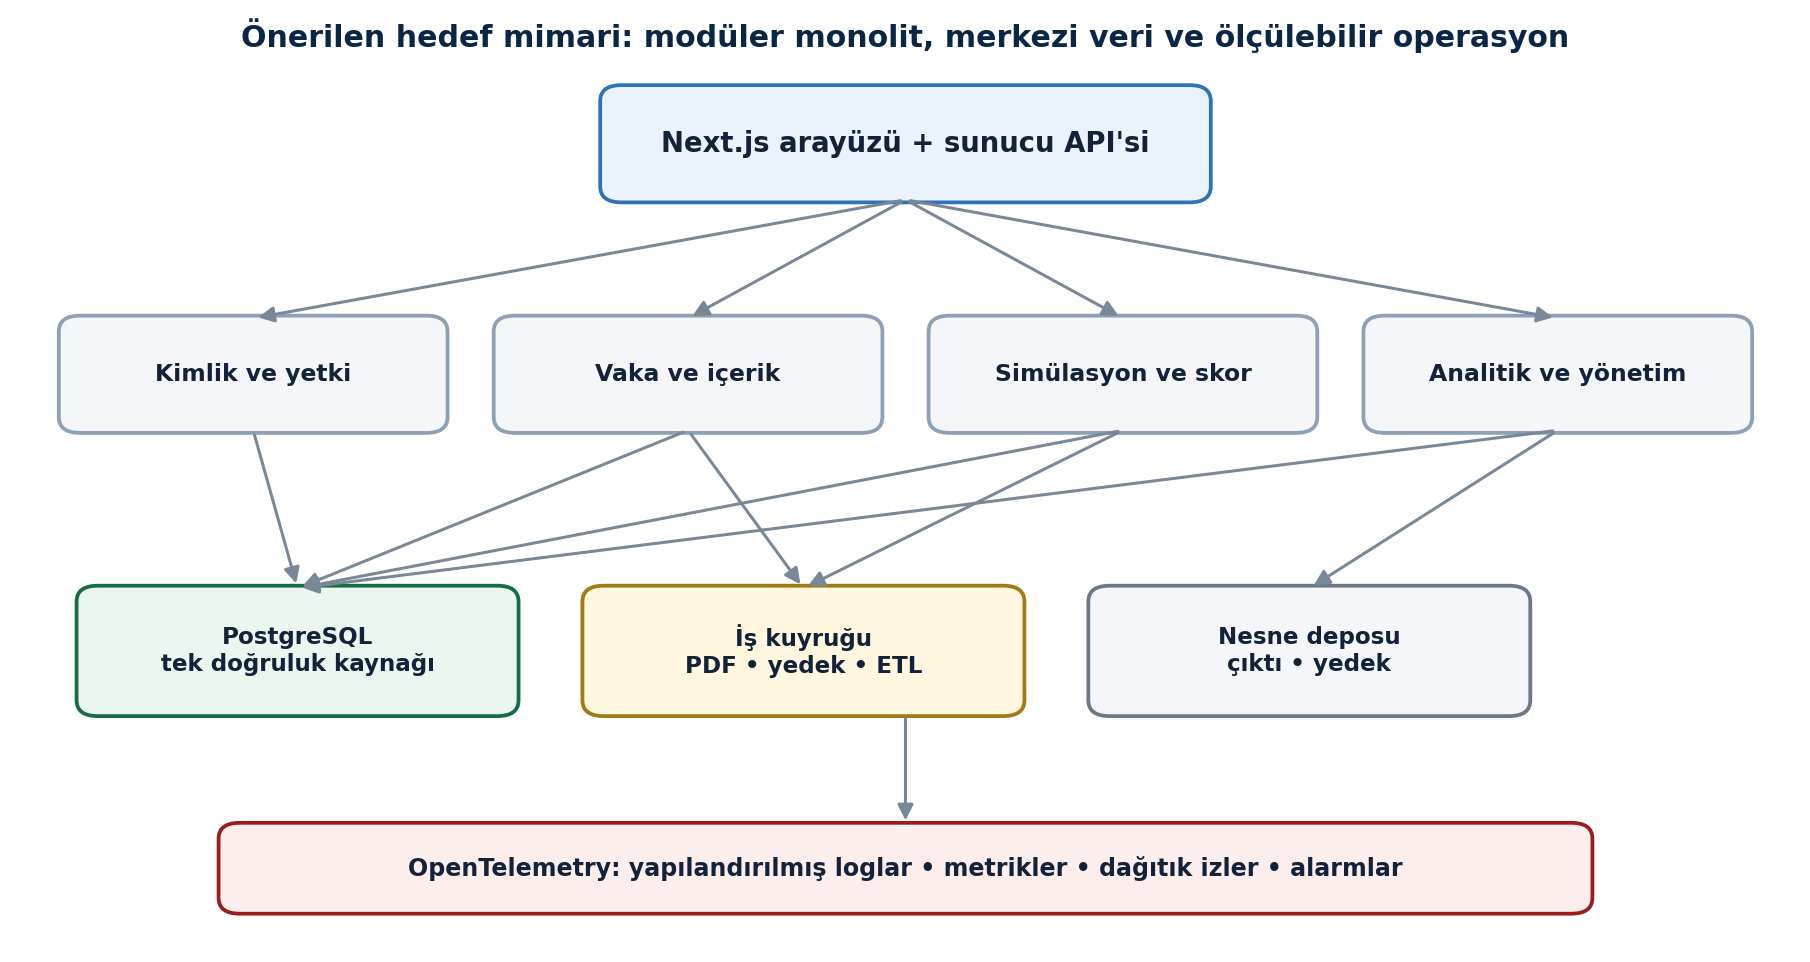 Önerilen hedef mimari: modüler monolit, merkezi veri ve ölçülebilir operasyon
Next.js arayüzü + sunucu API'si
Kimlik ve yetki
Vaka ve içerik
Simülasyon ve skor
Analitik ve yönetim
PostgreSQL
tek doğruluk kaynağı
İş kuyruğu
PDF • yedek • ETL
Nesne deposu
çıktı • yedek
OpenTelemetry: yapılandırılmış loglar • metrikler • dağıtık izler • alarmlar